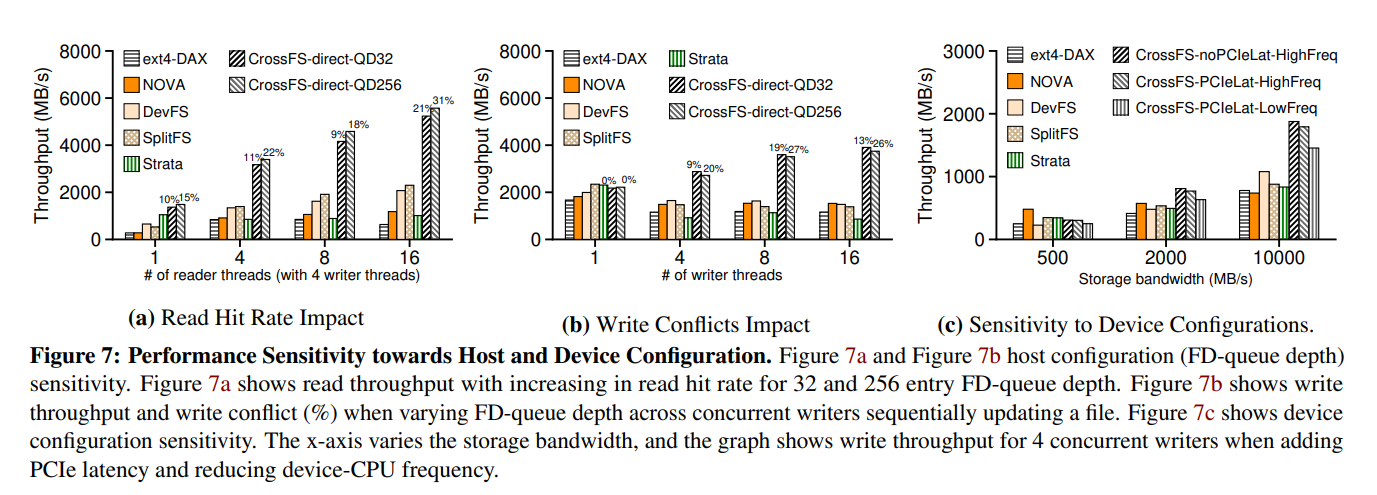 Throughput (MB/s)
8000
6000
4000
2000
0
ext4-DAX
NOVA
DevFS
SplitFS
Strata
CrossFS-direct-QD32
CrossFS-direct-QD256
10% 15%
11% 22%
9% 18%
21% 31%
1 4 8 16
# of reader threads (with 4 writer threads)
(a) Read Hit Rate Impact
Throughput (MB/s)
8000
6000
4000
2000
0
ext4-DAX
NOVA
DevFS
SplitFS
Strata
CrossFS-direct-QD32
CrossFS-direct-QD256
0% 0%
9% 20%
19% 27%
13% 26%
1 4 8 16
# of writer threads
(b) Write Conflicts Impact
Throughput (MB/s)
3000
2000
1000
0
ext4-DAX
NOVA
DevFS
SplitFS
Strata
CrossFS-noPCIeLat-HighFreq
CrossFS-PCIeLat-HighFreq
CrossFS-PCIeLat-LowFreq
500 2000 10000
Storage bandwidth (MB/s)
(c) Sensitivity to Device Configurations.
Figure 7: Performance Sensitivity towards Host and Device Configuration. Figure 7a and Figure 7b host configuration (FD-queue depth)
sensitivity. Figure 7a shows read throughput with increasing in read hit rate for 32 and 256 entry FD-queue depth. Figure 7b shows write
throughput and write conflict (%) when varying FD-queue depth across concurrent writers sequentially updating a file. Figure 7c shows device
configuration sensitivity. The x-axis varies the storage bandwidth, and the graph shows write throughput for 4 concurrent writers when adding
PCIe latency and reducing device-CPU frequency.